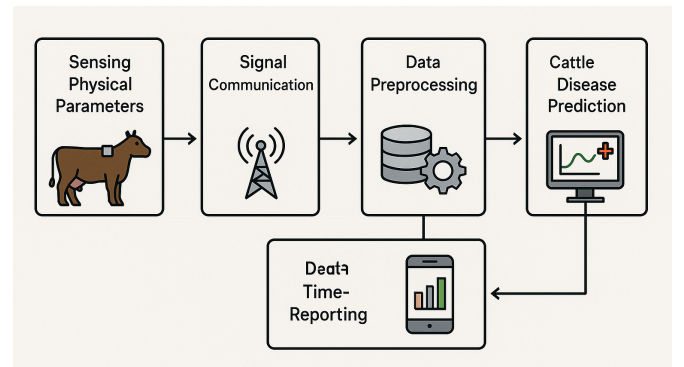 Sensing
Physical
Parameters
Signal
Communication
Data
Preprocessing
Cattle
Disease
Prediction
Time-
Reporting